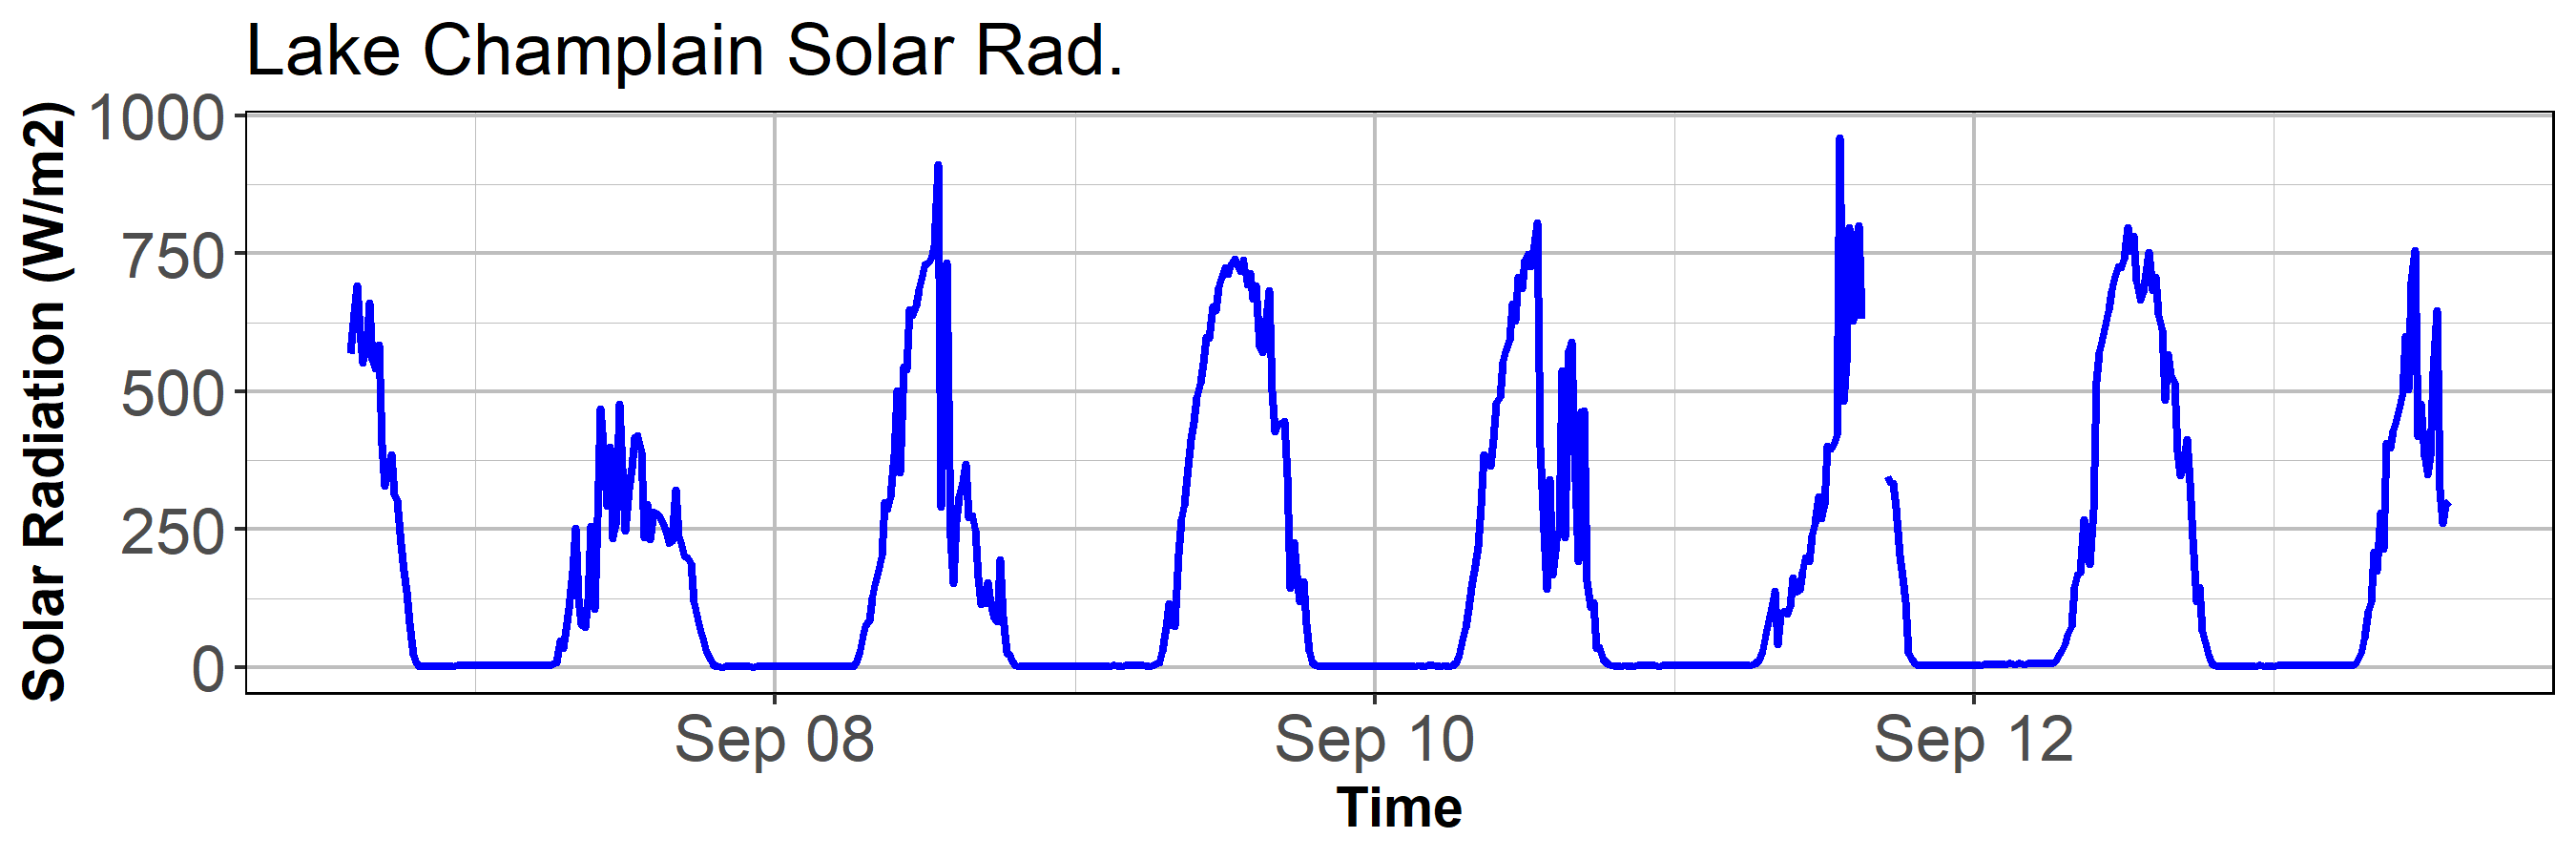 Lake Champlain Solar Rad.
Solar Radiation (W/m2)
1000
750
500
250
0
Sep 08 Sep 10 Sep 12
Time